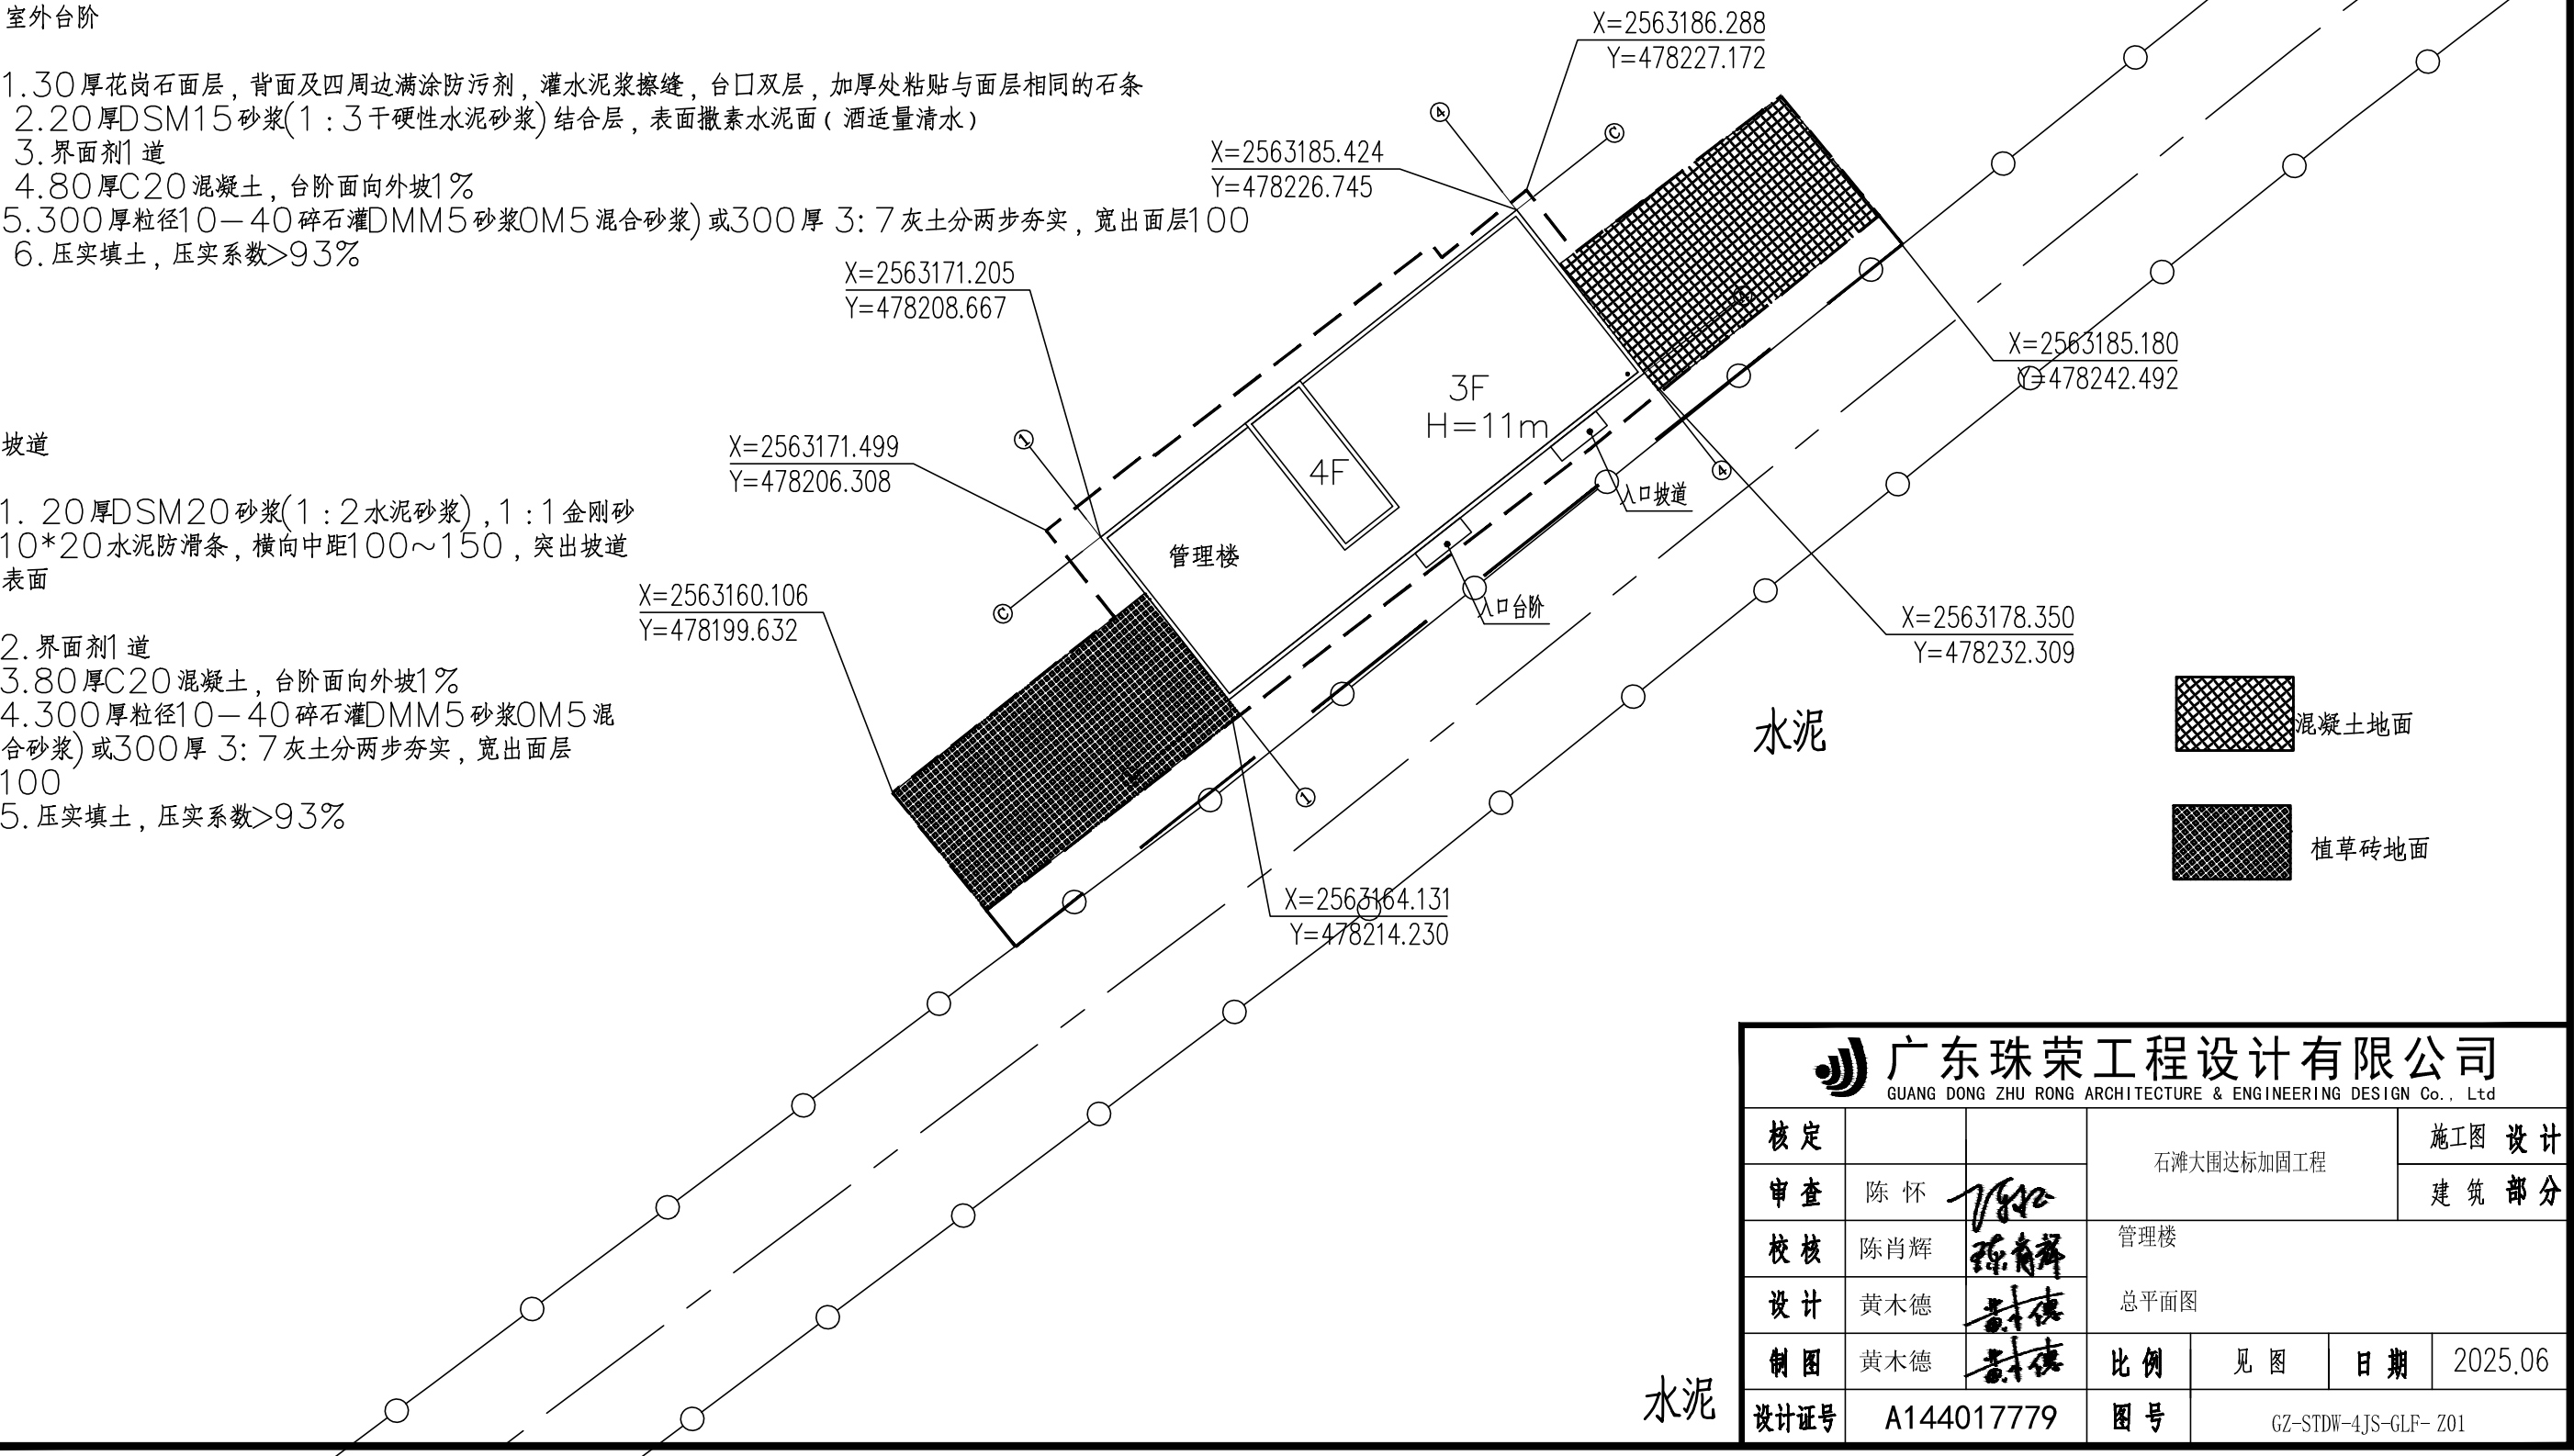 室外台阶
1.30厚花岗石面层，背面及四周边满涂防污剂，灌水泥浆擦缝，台口双层，加厚处粘贴与面层相同的石条
2.20厚DSM15砂浆(1:3干硬性水泥砂浆)结合层，表面撒素水泥面(洒适量清水)
3.界面剂1道
4.80厚C20混凝土，台阶面向外坡1%
5.300厚粒径10-40碎石灌DMM5砂浆0M5混合砂浆)或300厚 3:7灰土分两步夯实，宽出面层100
6.压实填土，压实系数>93%
坡道
1. 20厚DSM20砂浆(1:2水泥砂浆),1:1金刚砂
10*20水泥防滑条，横向中距100~150，突出坡道
表面
2.界面剂1道
3.80厚C20混凝土，台阶面向外坡1%
4.300厚粒径10-40碎石灌DMM5砂浆0M5混
合砂浆)或300厚 3:7灰土分两步夯实，宽出面层
100
5.压实填土，压实系数>93%
X=2563186.288
Y=478227.172
X=2563185.424
Y=478226.745
X=2563171.205
Y=478208.667
X=2563171.499
Y=478206.308
X=2563160.106
Y=478199.632
X=2563185.180
Y=478242.492
X=2563178.350
Y=478232.309
X=2563164.131
Y=478214.230
4
C
1
C
4
1
3F
H=11m
4F
管理楼
入口坡道
入口台阶
水泥
水泥
混凝土地面
植草砖地面
广东珠荣工程设计有限公司
GUANG DONG ZHU RONG ARCHITECTURE & ENGINEERING DESIGN Co., Ltd
核定
石滩大围达标加固工程
施工图 设计
审查 陈怀
建筑 部分
校核 陈肖辉 陈肖辉
管理楼
设计 黄木德 黄木德
总平面图
制图 黄木德 黄木德 比例 见图 日期 2025.06
设计证号 A144017779 图号 GZ-STDW-4JS-GLF- Z01